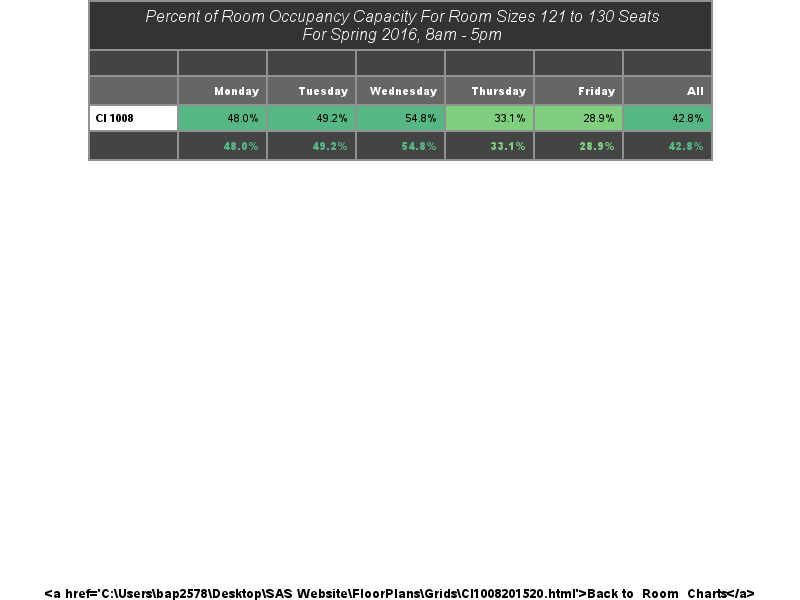 Percent of Room Occupancy Capacity For Room Sizes 121 to 130 Seats
For Spring 2016, 8am - 5pm
Monday Tuesday Wednesday Thursday Friday All
CI 1008 48.0% 49.2% 54.8% 33.1% 28.9% 42.8%
48.0% 49.2% 54.8% 33.1% 28.9% 42.8%
<a href='C:\Users\bap2578\Desktop\SAS Website\FloorPlans\Grids\CI1008201520.html'>Back to Room Charts</a>